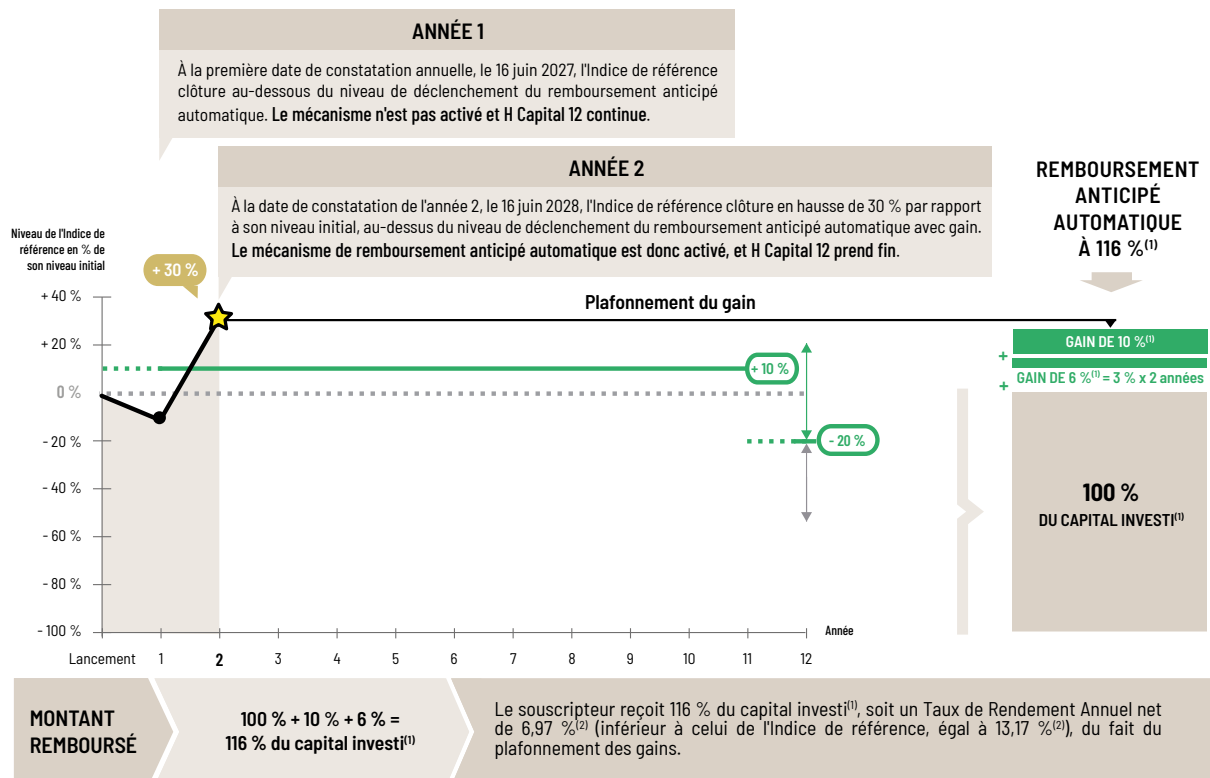 ANNÉE 1
À la première date de constatation annuelle, le 16 juin 2027, l'Indice de référence
clôture au-dessous du niveau de déclenchement du remboursement anticipé
automatique. Le mécanisme n'est pas activé et H Capital 12 continue.
ANNÉE 2
À la date de constatation de l'anne 2, le 16 juin 2028, l'Indice de référence clôture en hausse de 30 % par rapport
à son niveau initial, au-dessus du niveau de déclenchement du remboursement anticipé automatique avec gain.
Le mécanisme de remboursement anticipé automatique est donc activé, et H Capital 12 prend fin.
REMBOURSEMENT
ANTICIPÉ
AUTOMATIQUE
À 116 %(1)
Niveau de l'Indice de
référence en % de
son niveau initial
+ 30 %
+ 40 %
+ 20 %
0 %
- 20 %
- 40 %
- 60 %
- 80 %
- 100 %
Plafonnement du gain
+ 10 %
- 20 %
+
GAIN DE 10 %(1)
+
GAIN DE 6 %(1) = 3 % x 2 années
100 %
DU CAPITAL INVESTI(1)
Année
Lancement 1 2 3 4 5 6 7 8 9 10 11 12
MONTANT
REMBOURSÉ
100 % + 10 % + 6 % =
116 % du capital investi(1)
Le souscripteur reçoit 116 % du capital investi(1), soit un Taux de Rendement Annuel net
de 6,97 %(2) (inférieur à celui de l'Indice de référence, égal à 13,17 %(2)), du fait du
plafonnement des gains.